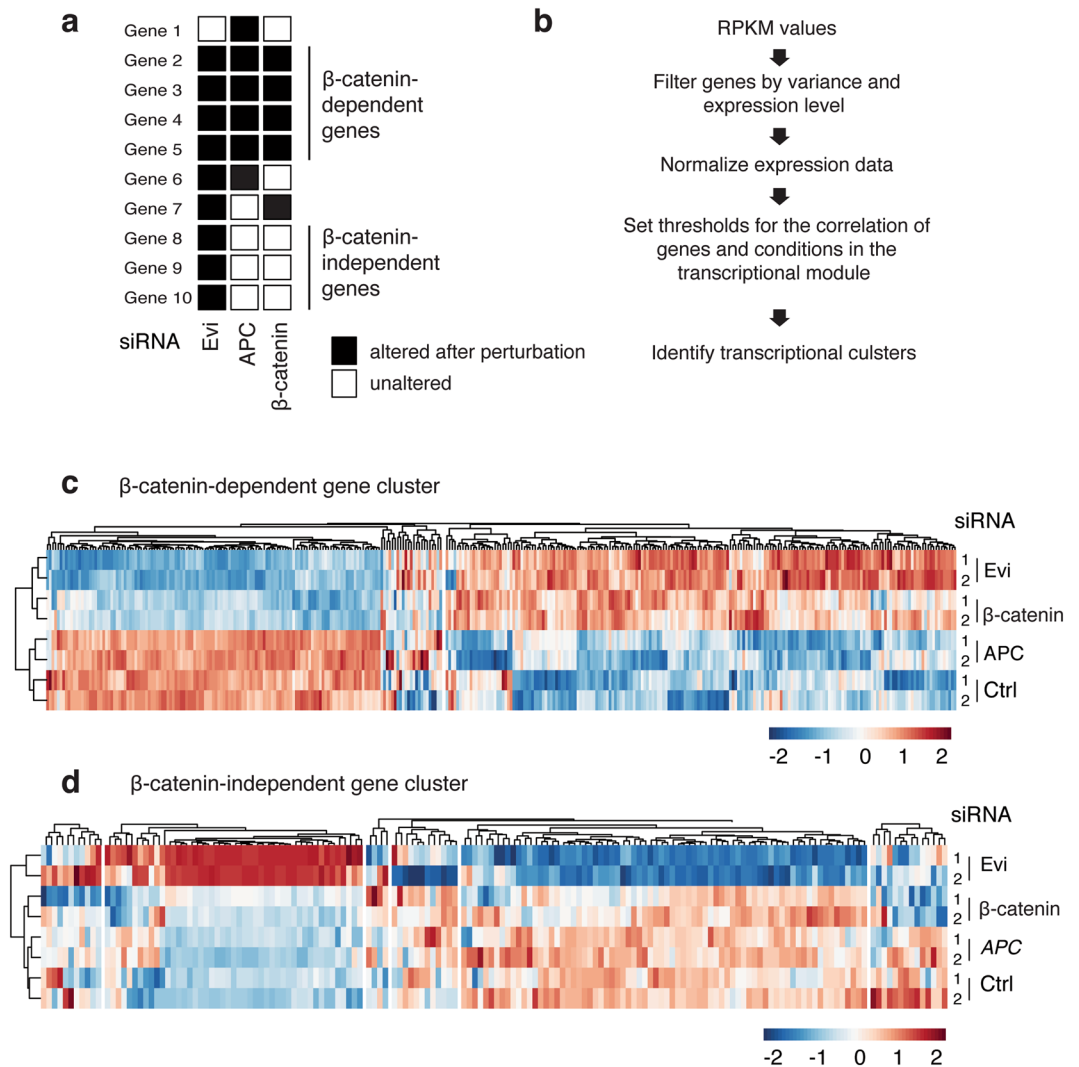 a
Gene 1
Gene 2
Gene 3
Gene 4
Gene 5
Gene 6
Gene 7
Gene 8
Gene 9
Gene 10
β-catenin-
dependent
genes
β-catenin-
independent
genes
siRNA
Evi
APC
β-catenin
altered after perturbation
unaltered
b
RPKM values
Filter genes by variance and
expression level
Normalize expression data
Set thresholds for the correlation of
genes and conditions in the
transcriptional module
Identify transcriptional culsters
c
β-catenin-dependent gene cluster
siRNA
1
2
Evi
1
2
β-catenin
1
2
APC
1
2
Ctrl
-2 -1 0 1 2
d
β-catenin-independent gene cluster
siRNA
1
2
Evi
1
2
β-catenin
1
2
APC
1
2
Ctrl
-2 -1 0 1 2